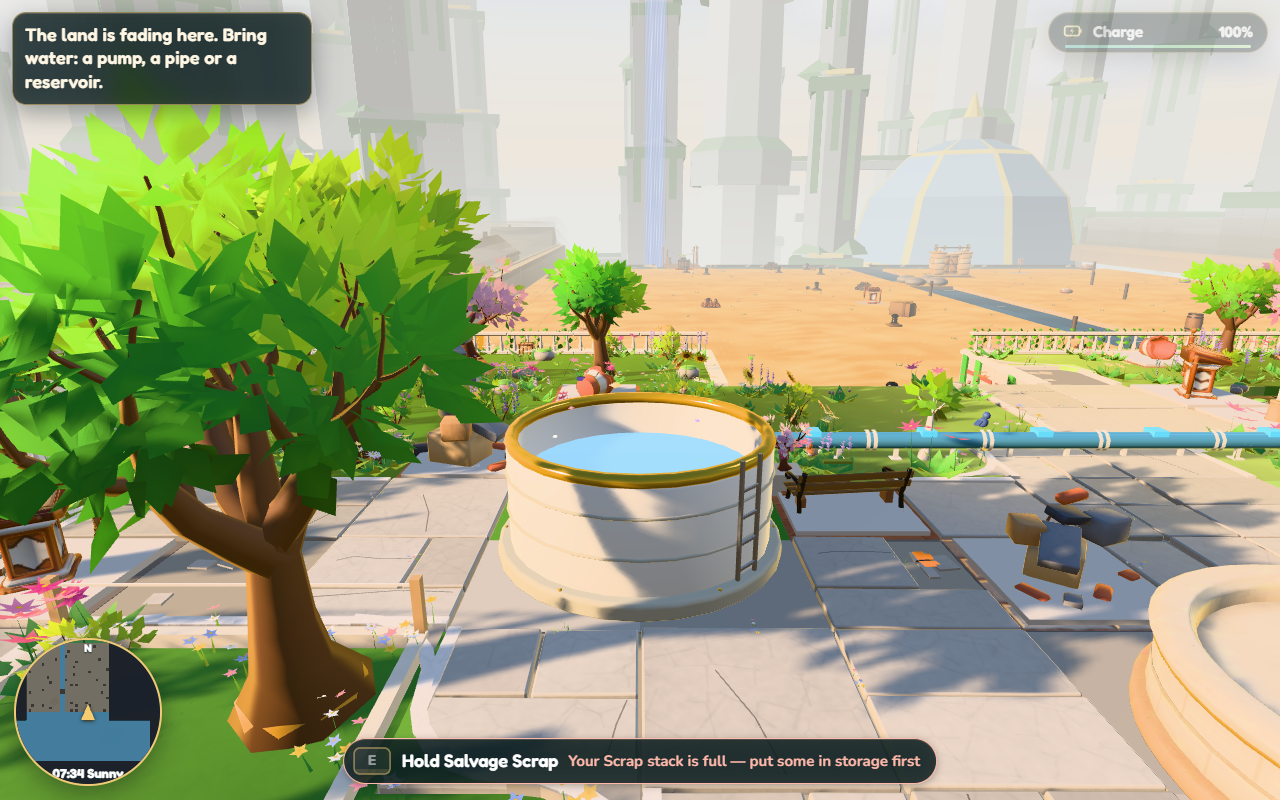 The land is fading here. Bring
water: a pump, a pipe or a
reservoir.
Charge 100%
N
07:34 Sunny
E Hold Salvage Scrap Your Scrap stack is full — put some in storage first